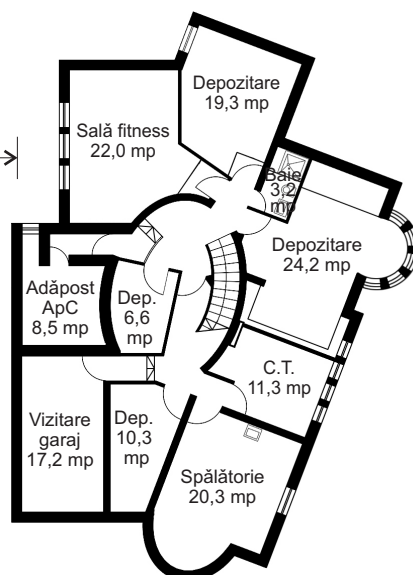 Depozitare
19,3 mp
Sală fitness
22,0 mp
Baie
3,2
mp
Depozitare
24,2 mp
Adăpost
ApC
8,5 mp
Dep.
6,6
mp
C.T.
11,3 mp
Vizitare
garaj
17,2 mp
Dep.
10,3
mp
Spălătorie
20,3 mp